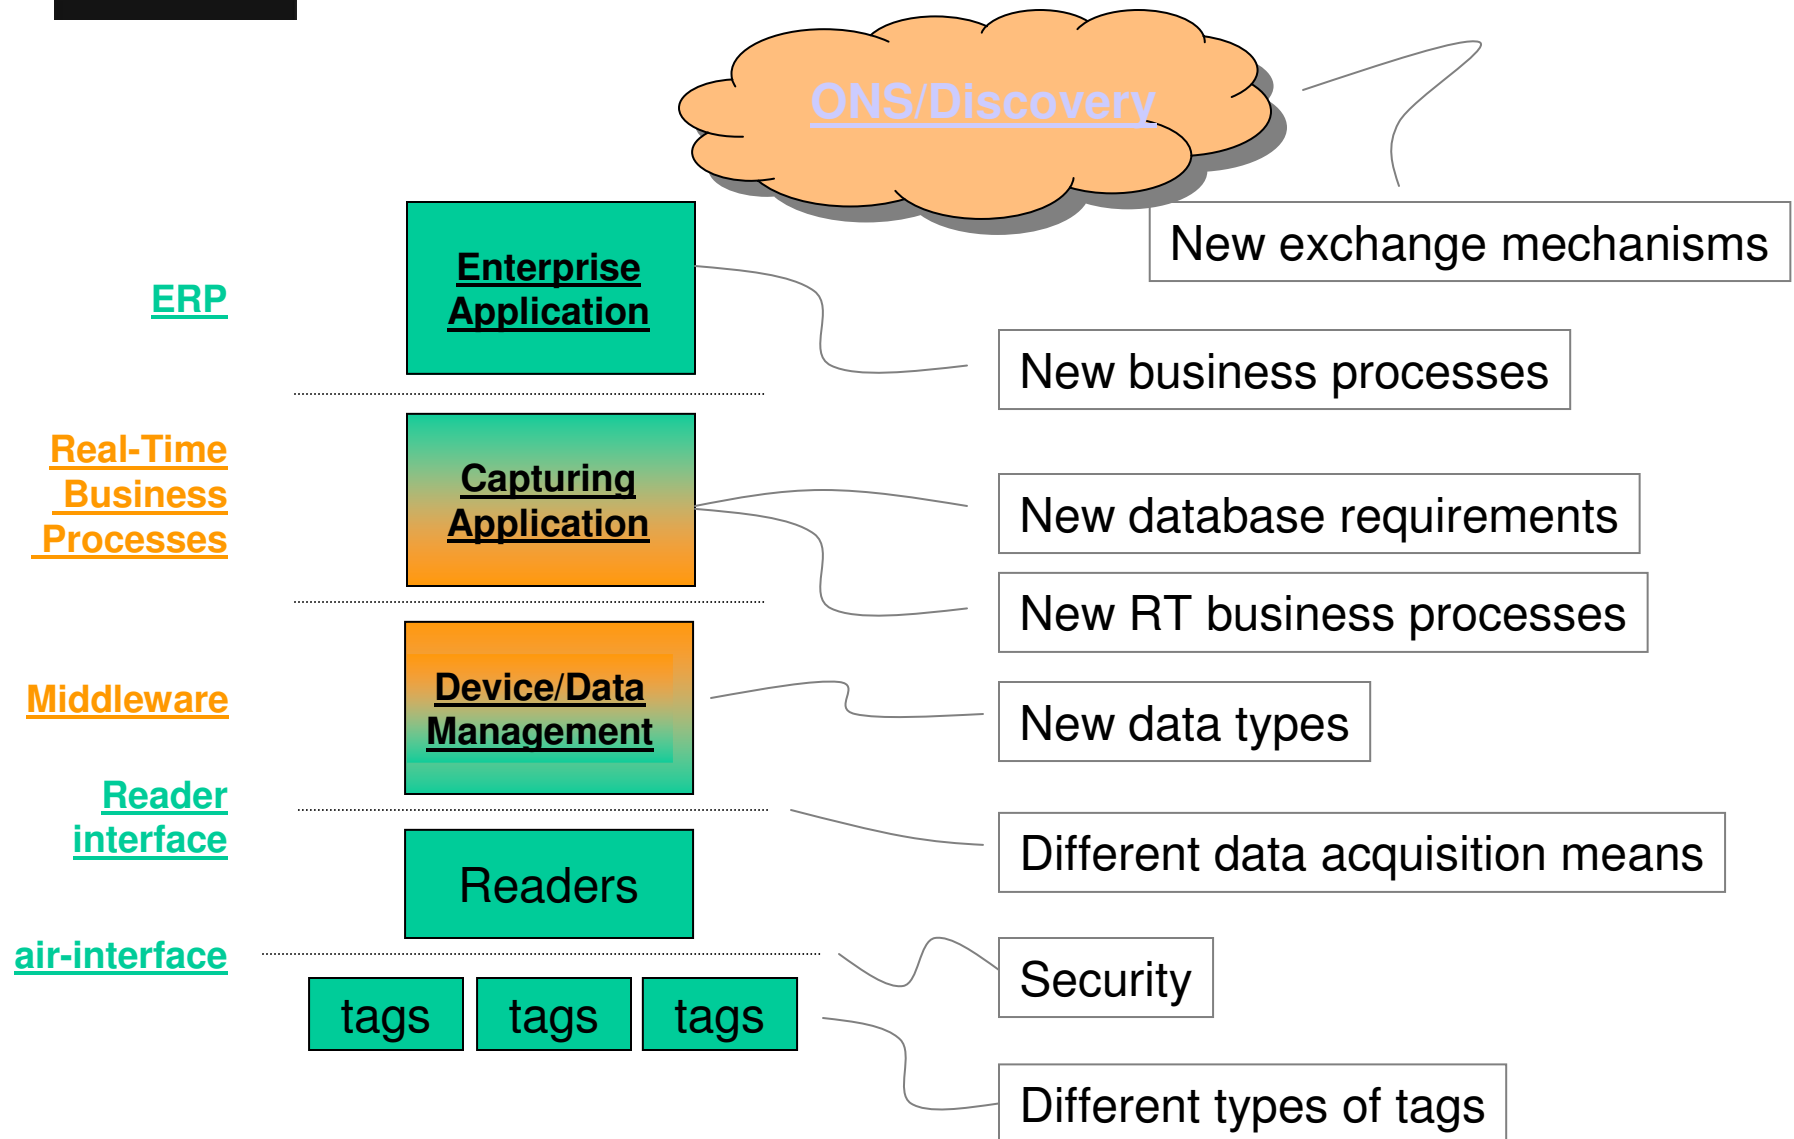 ONS/Discovery
New exchange mechanisms
ERP
Enterprise
Application
New business processes
Real-Time
Business
Processes
Capturing
Application
New database requirements
New RT business processes
Middleware
Device/Data
Management
New data types
Reader
interface
Readers
Different data acquisition means
air-interface
Security
tags
tags
tags
Different types of tags